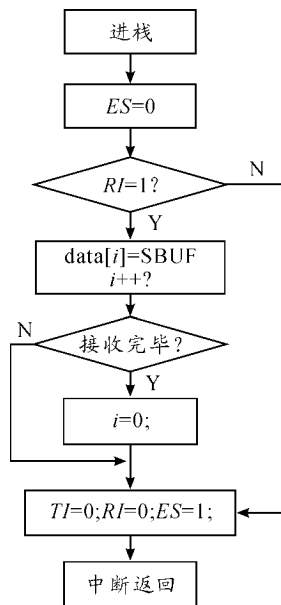 进栈
ES=0
RI=1?
N
Y
data[i]=SBUF
i++?
N
接收完毕?
Y
i=0;
TI=0;RI=0;ES=1;
中断返回